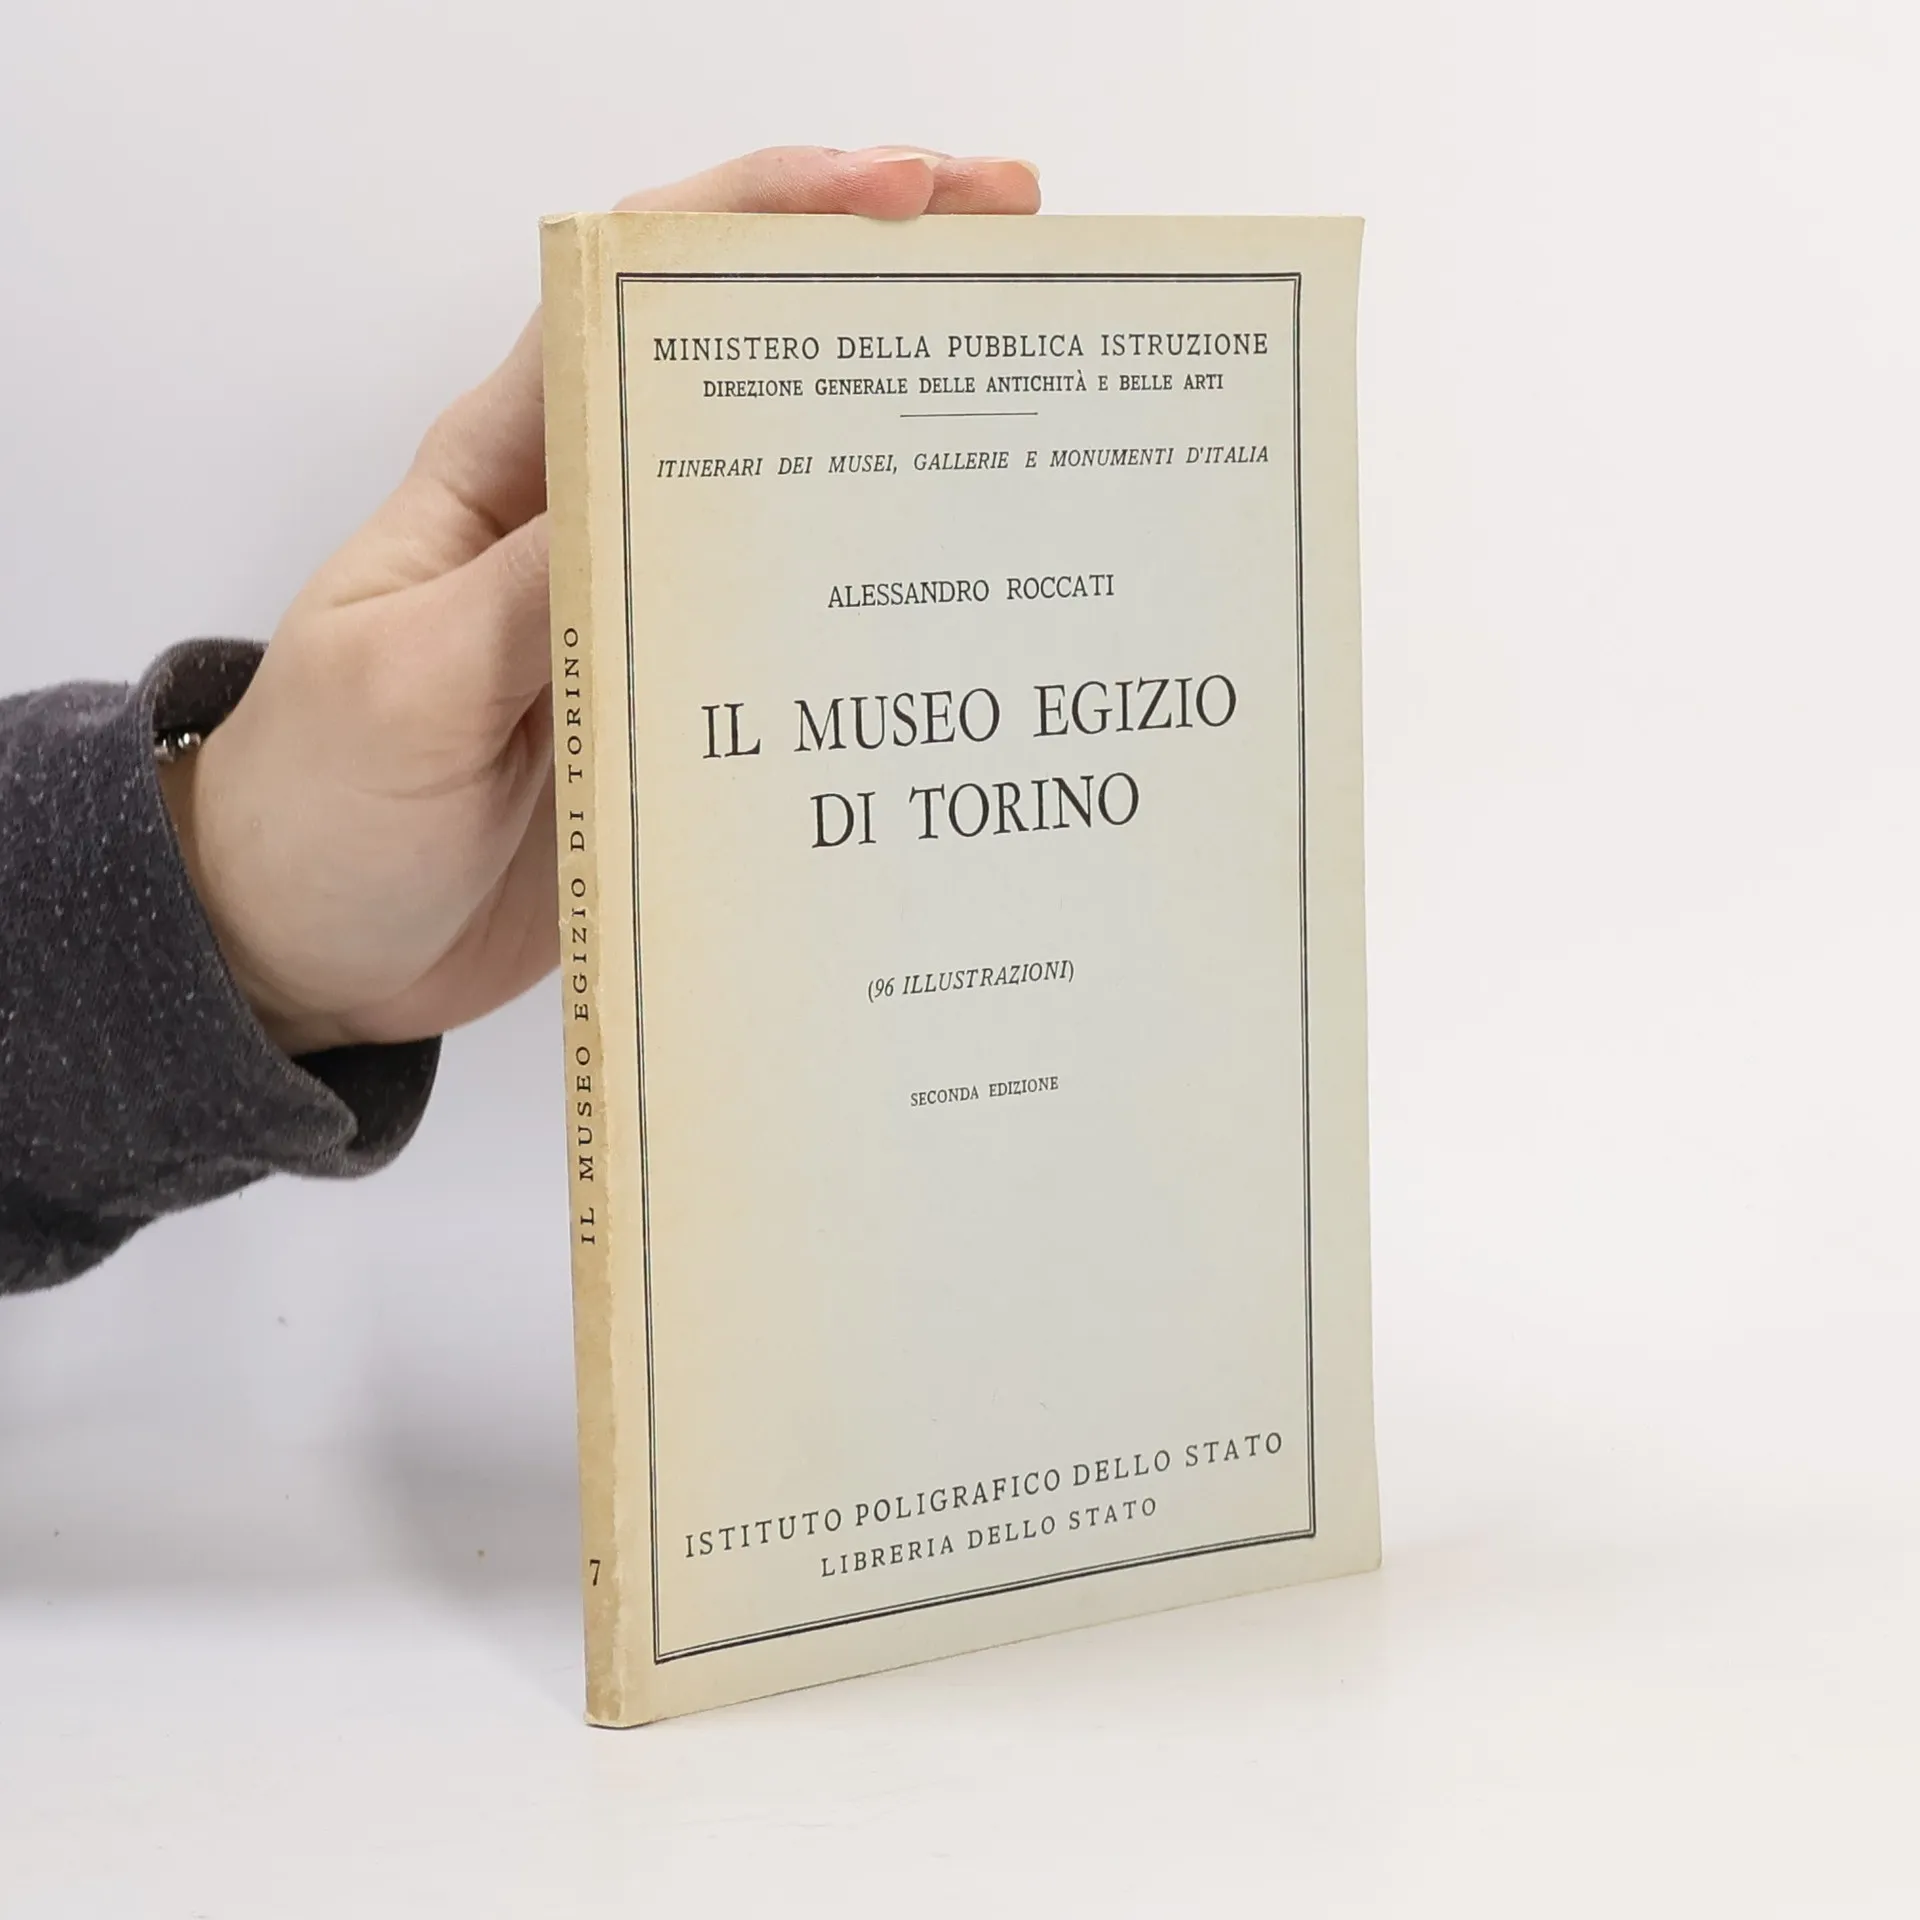 MINISTERO DELLA PUBBLICA ISTRUZIONE
DIREZIONE GENERALE DELLE ANTICHITÀ E BELLE ARTI
ITINERARI DEI MUSEI, GALLERIE E MONUMENTI D'ITALIA
ALESSANDRO ROCCATI
IL MUSEO EGIZIO
DI TORINO
(96 ILLUSTRAZIONI)
SECONDA EDIZIONE
ISTITUTO POLIGRAFICO DELLO STATO
LIBRERIA DELLO STATO
IL MUSEO EGIZIO DI TORINO
7